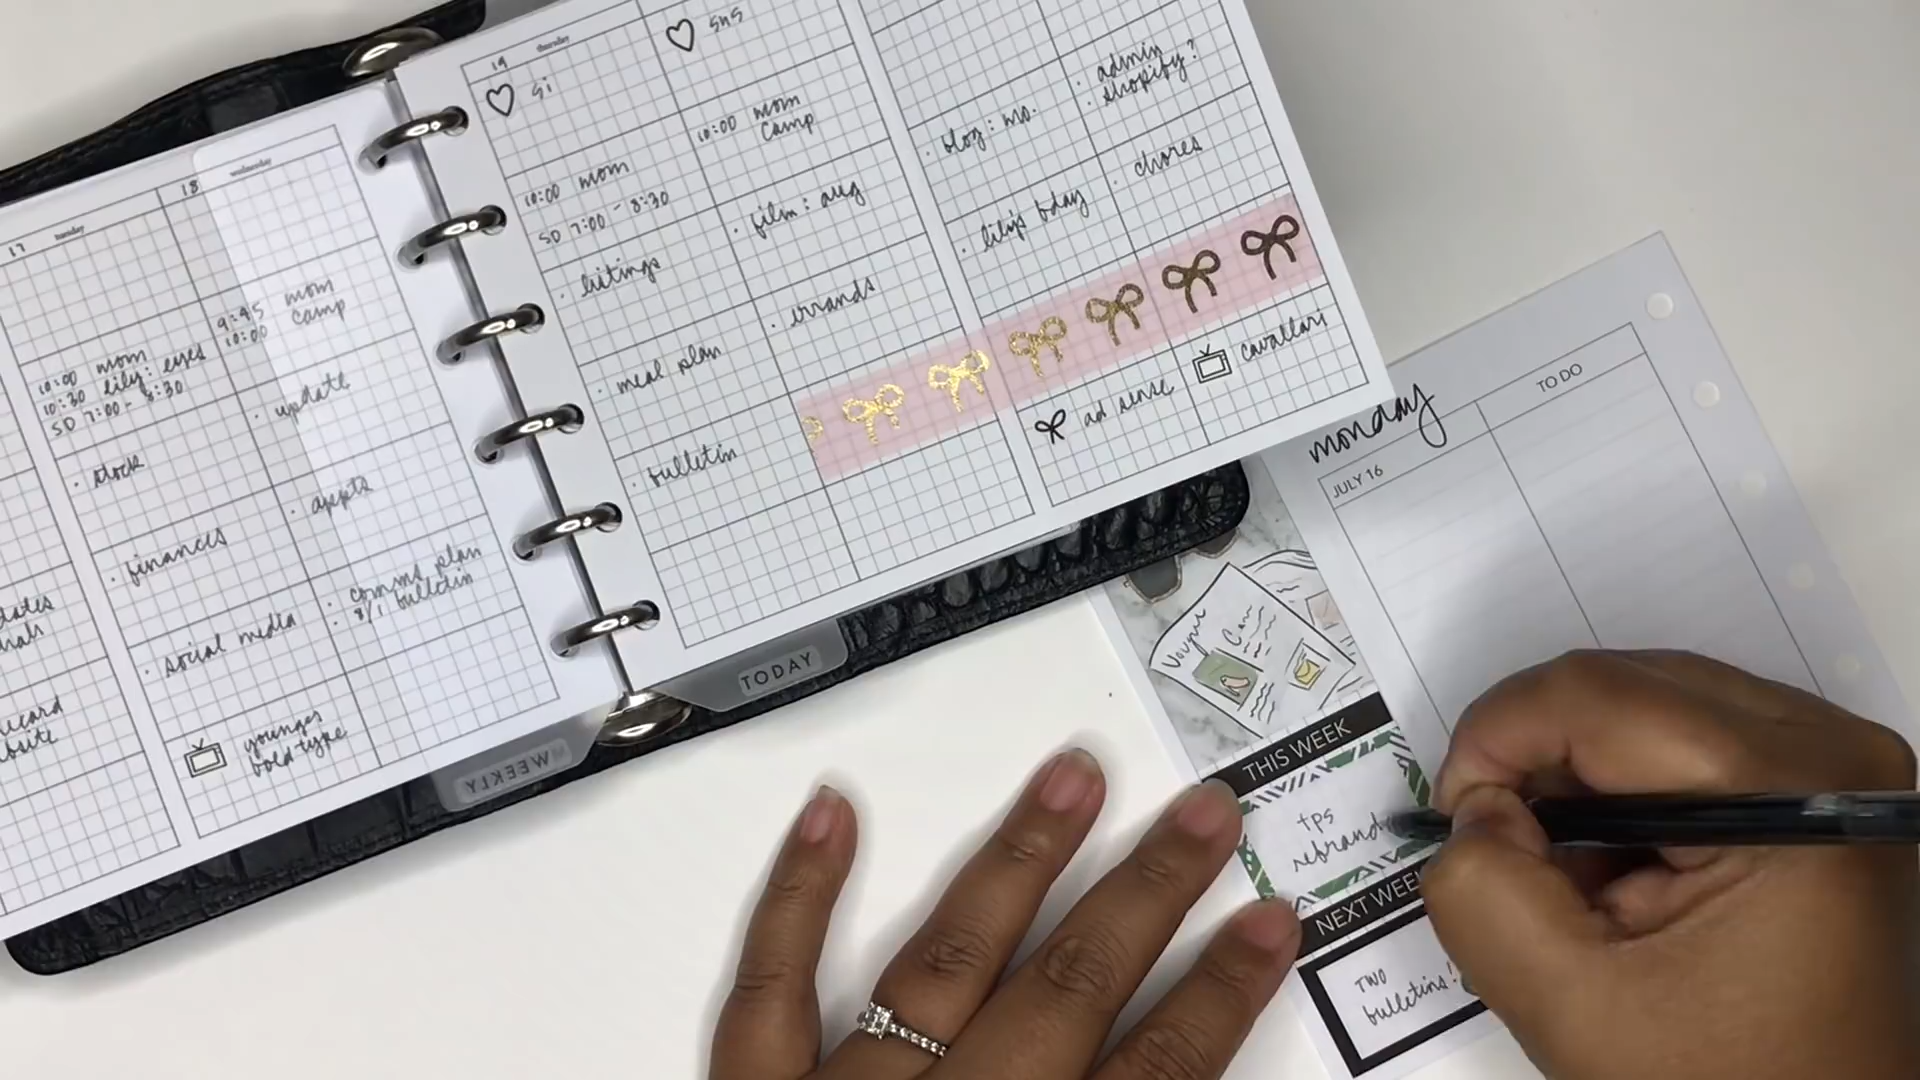 17 tuesday
10:00 mom
10:30 lily: eyes
SD 7:00 - 8:30
· stock
· finances
· social media
younger
bold type
18 wednesday
9:45 mom
10:00 camp
· update
· comms plan
· 8/1 bulletin
WEEKLY
19 thursday
10:00 mom
SD 7:00 - 8:30
· listings
· meal plan
· bulletin
10:00 mom
camp
· film: aug
· errands
· blog: mo.
· lily's bday
ad sense
· admin
· shopify?
· chores
cavallari
TODAY
monday
JULY 16
TO DO
THIS WEEK
tps
rebrand
NEXT WEEK
TWO
bulletins!